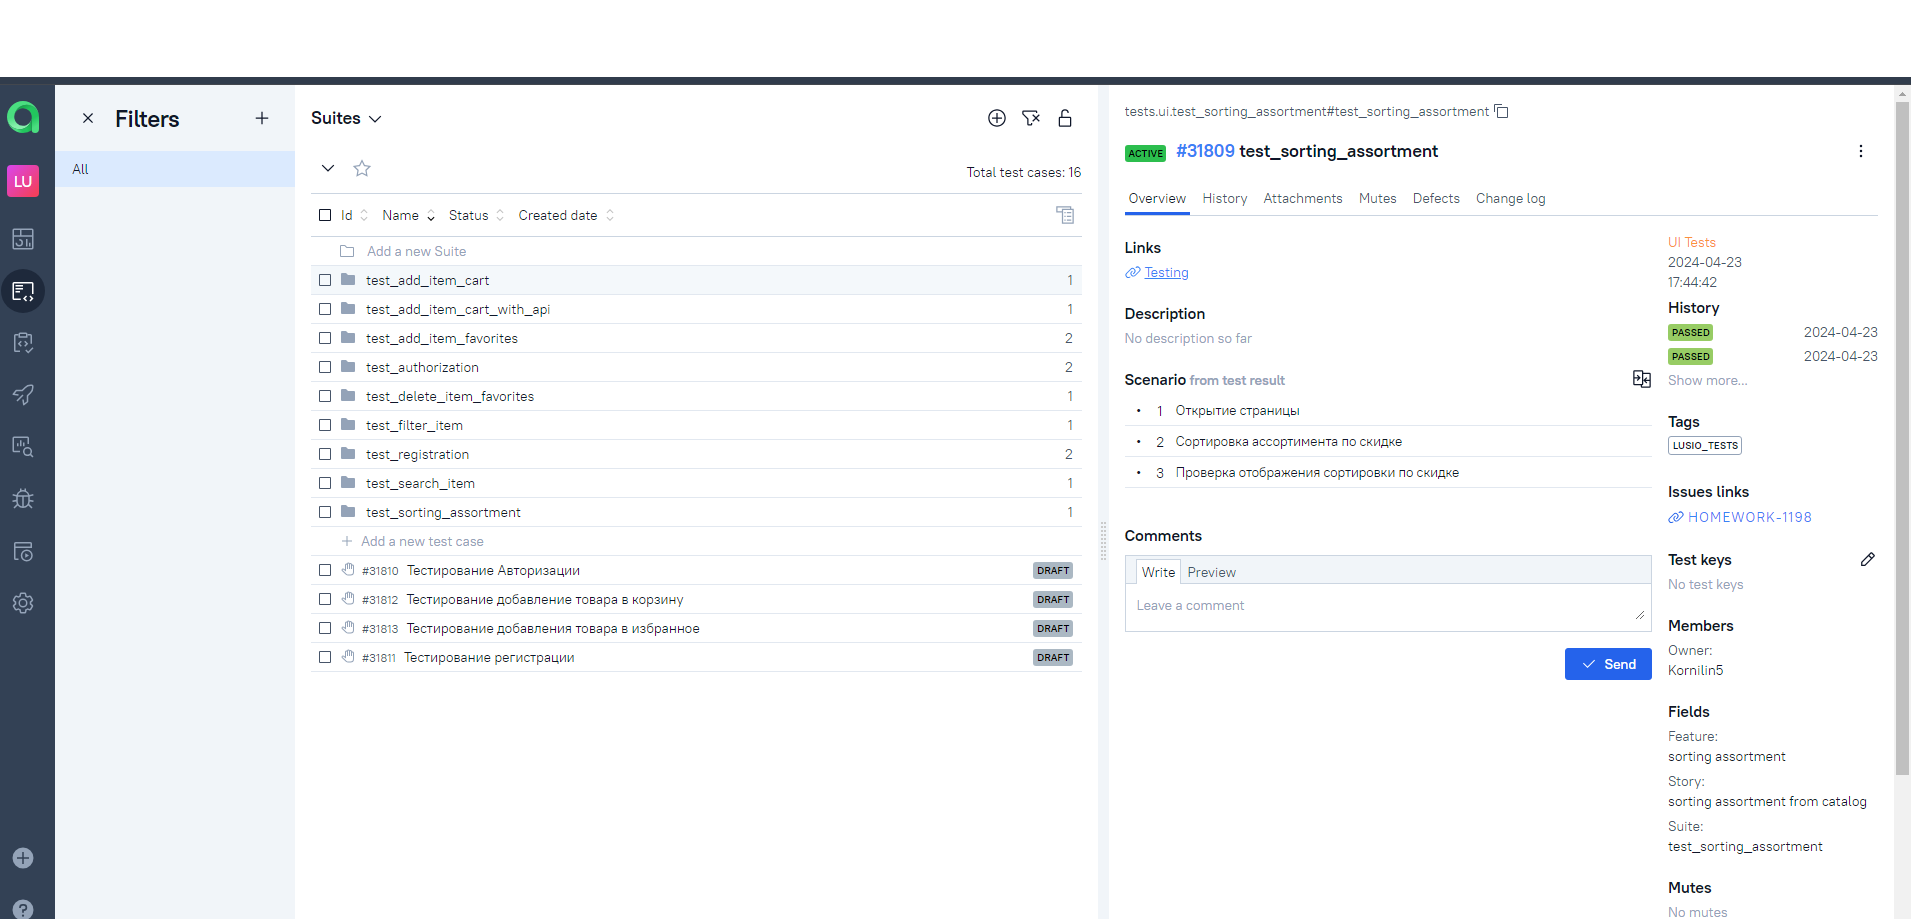 LU
Filters
All
Suites
Total test cases: 16
Id
Name
Status
Created date
Add a new Suite
test_add_item_cart
1
test_add_item_cart_with_api
1
test_add_item_favorites
2
test_authorization
2
test_delete_item_favorites
1
test_filter_item
1
test_registration
2
test_search_item
1
test_sorting_assortment
1
Add a new test case
#31810 Тестирование Авторизации
DRAFT
#31812 Тестирование добавление товара в корзину
DRAFT
#31813 Тестирование добавления товара в избранное
DRAFT
#31811 Тестирование регистрации
DRAFT
tests.ui.test_sorting_assortment#test_sorting_assortment
ACTIVE #31809 test_sorting_assortment
Overview
History
Attachments
Mutes
Defects
Change log
Links
Testing
Description
No description so far
Scenario from test result
1 Открытие страницы
2 Сортировка ассортимента по скидке
3 Проверка отображения сортировки по скидке
Comments
Write
Preview
Leave a comment
Send
UI Tests
2024-04-23
17:44:42
History
PASSED 2024-04-23
PASSED 2024-04-23
Show more...
Tags
LUSIO_TESTS
Issues links
HOMEWORK-1198
Test keys
No test keys
Members
Owner:
Kornilin5
Fields
Feature:
sorting assortment
Story:
sorting assortment from catalog
Suite:
test_sorting_assortment
Mutes
No mutes